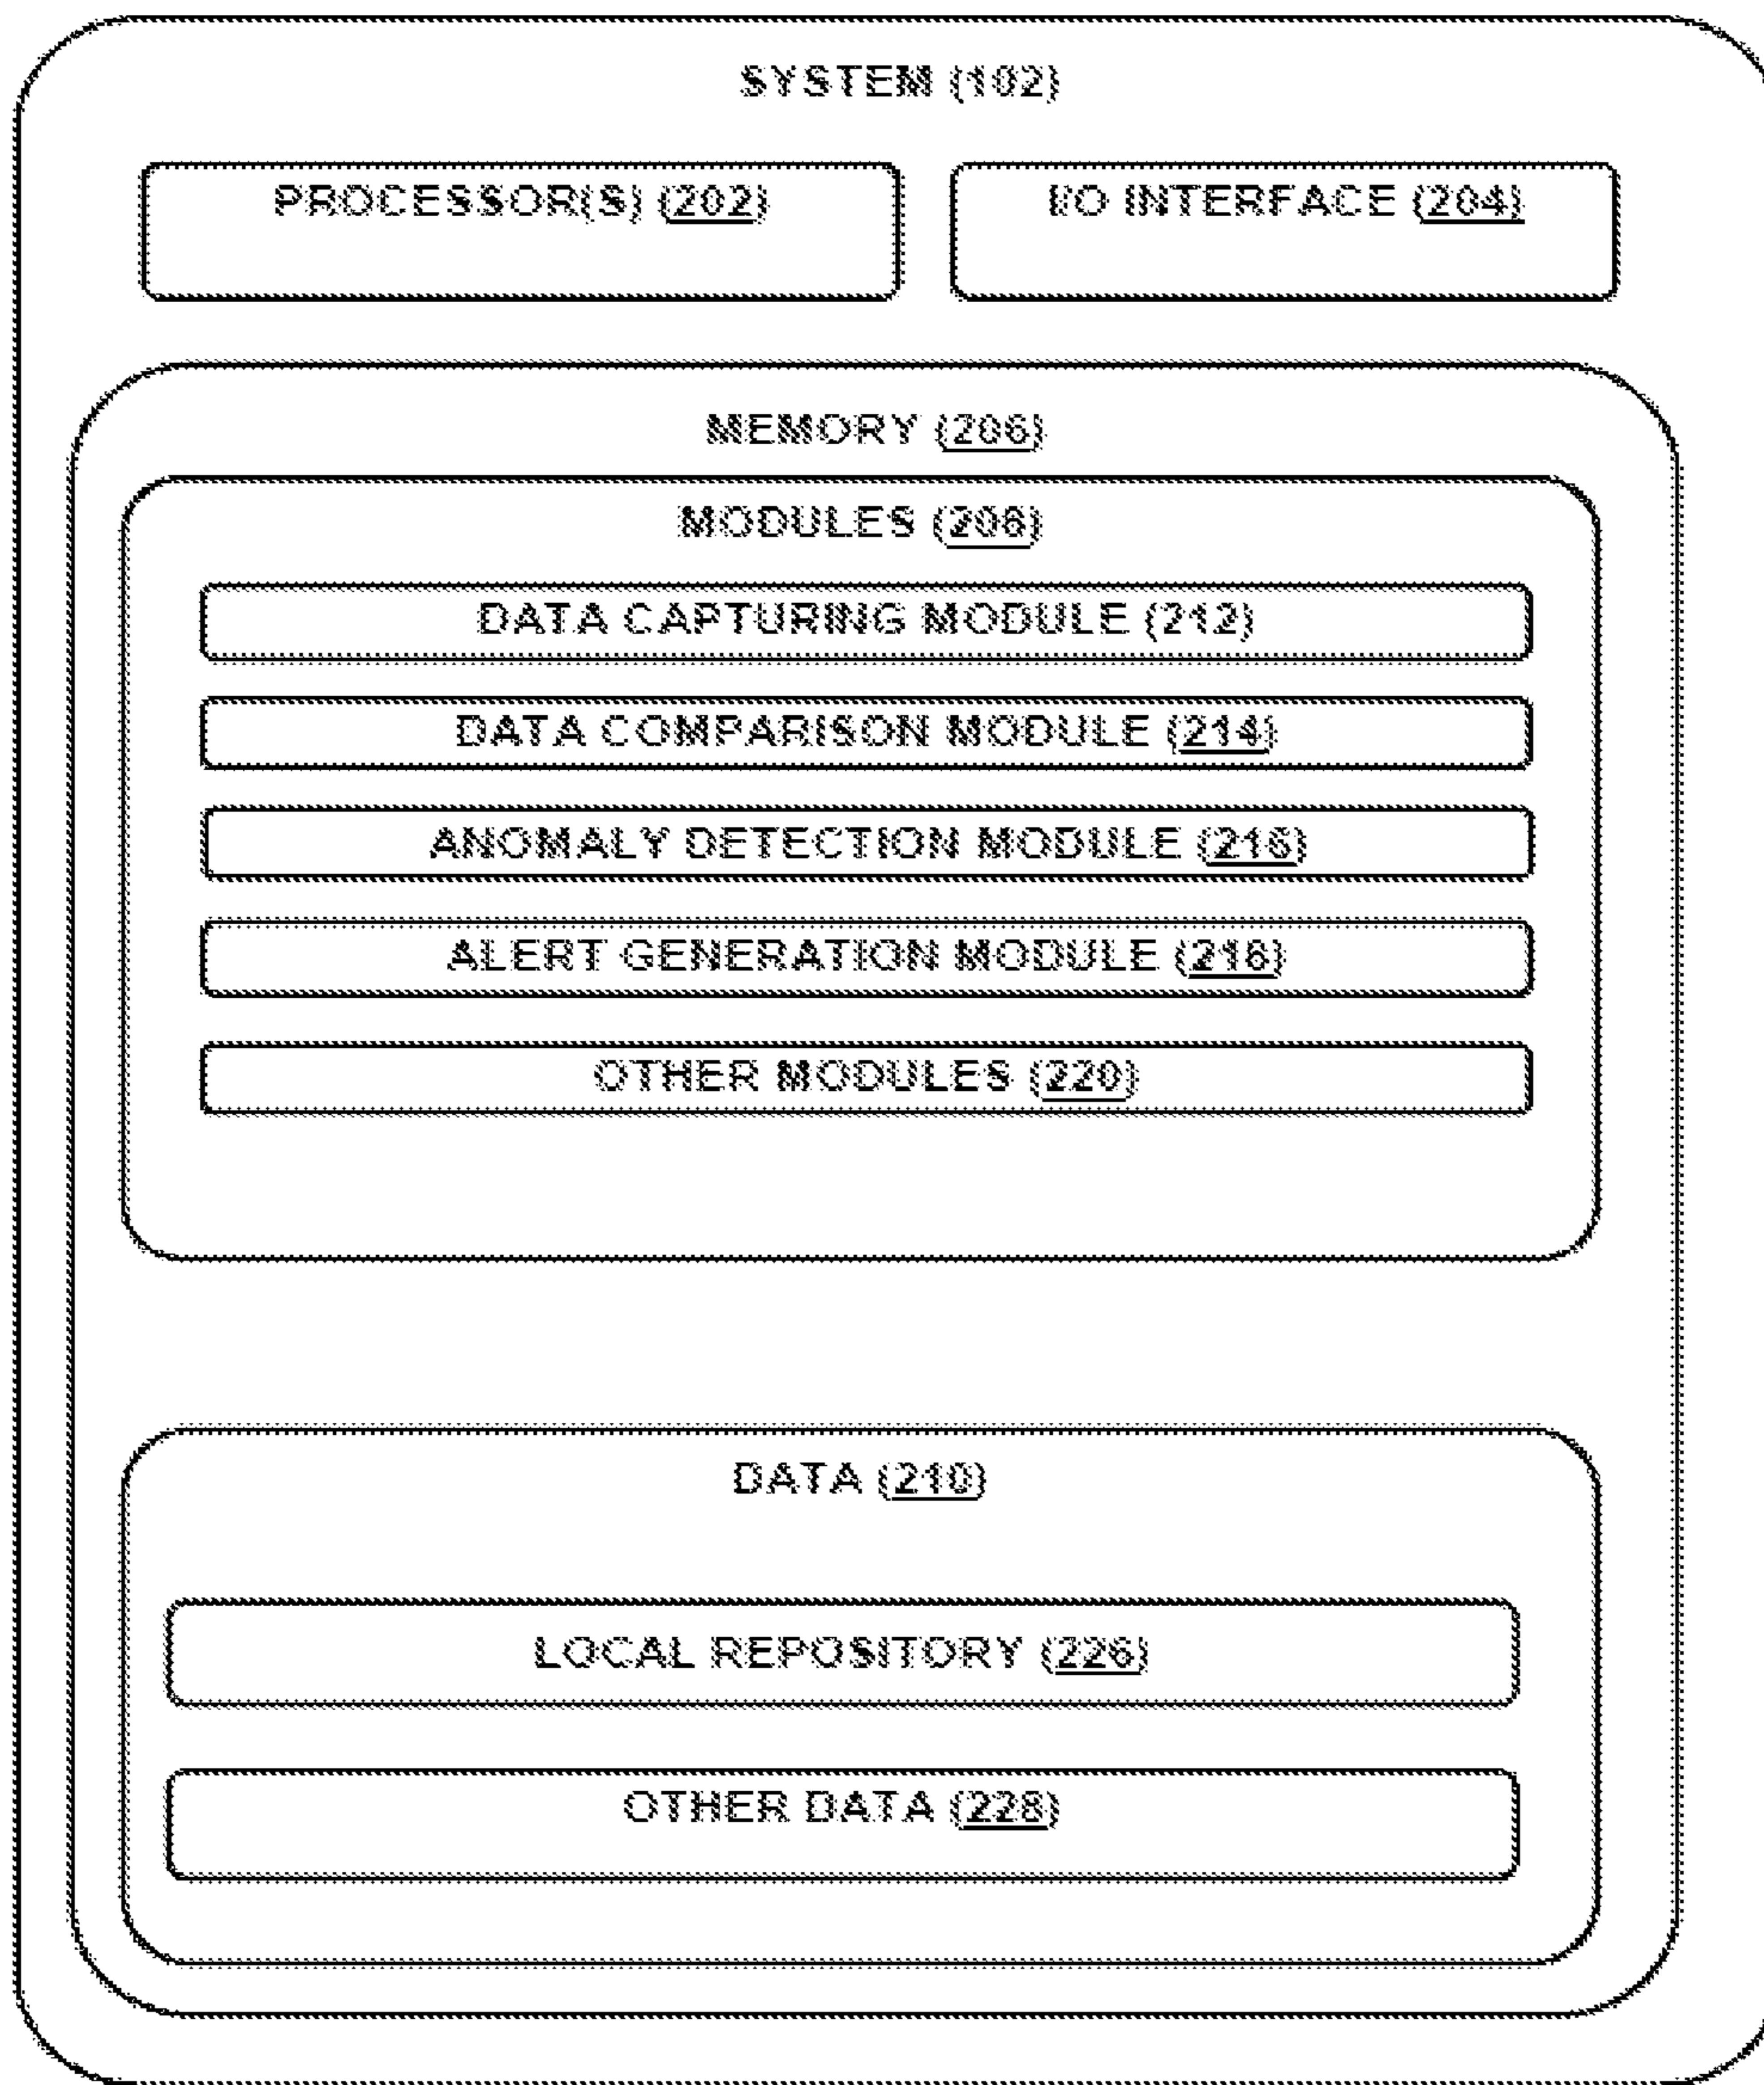 SYSTEM (102)
PROCESSOR(S) (202)
I/O INTERFACE (204)
MEMORY (206)
MODULES (208)
DATA CAPTURING MODULE (212)
DATA COMPARISON MODULE (214)
ANOMALY DETECTION MODULE (216)
ALERT GENERATION MODULE (218)
OTHER MODULES (220)
DATA (210)
LOCAL REPOSITORY (226)
OTHER DATA (228)